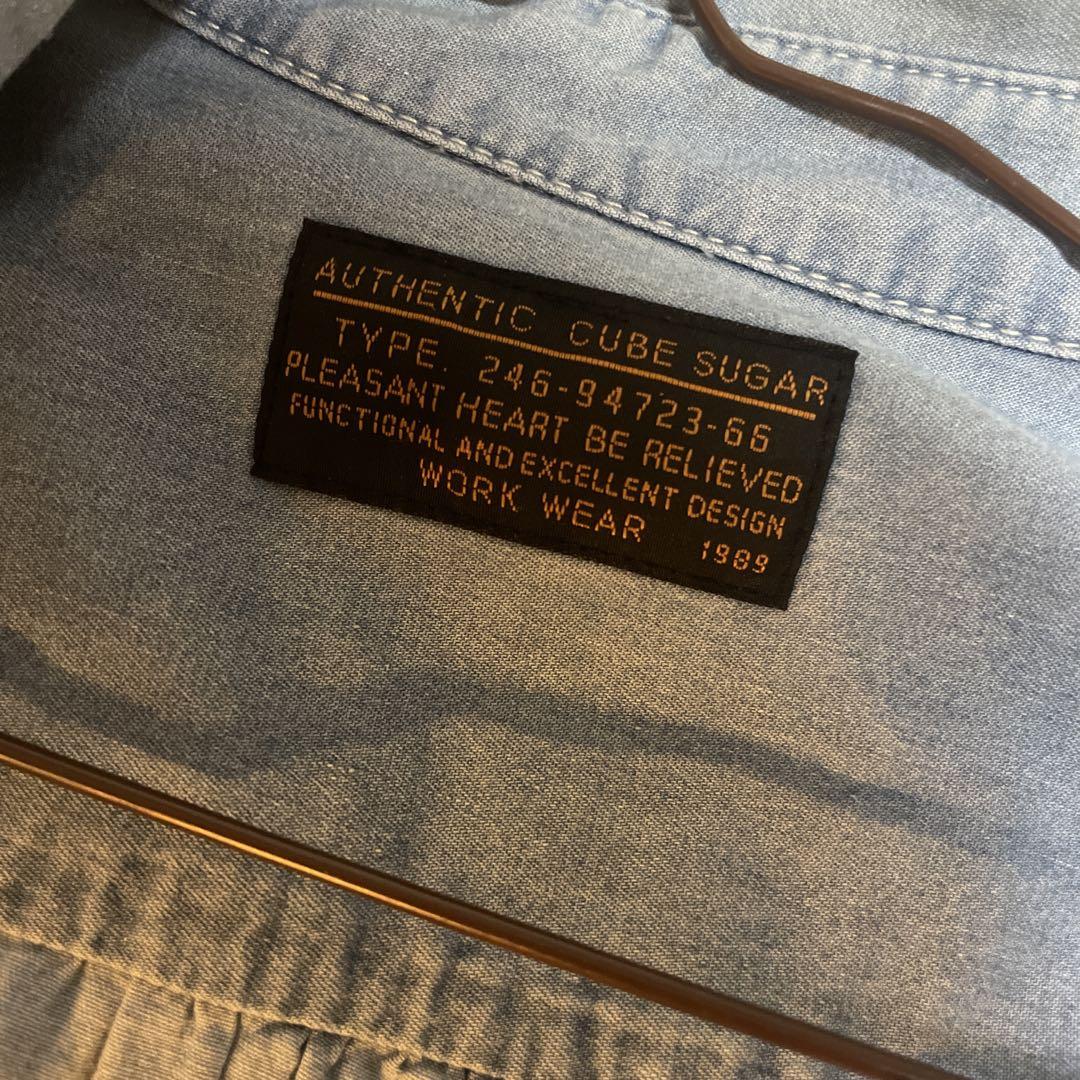 AUTHENTIC CUBE SUGAR
TYPE. 246-94723-66
PLEASANT HEART BE RELIEVED
FUNCTIONAL AND EXCELLENT DESIGN
WORK WEAR 1989